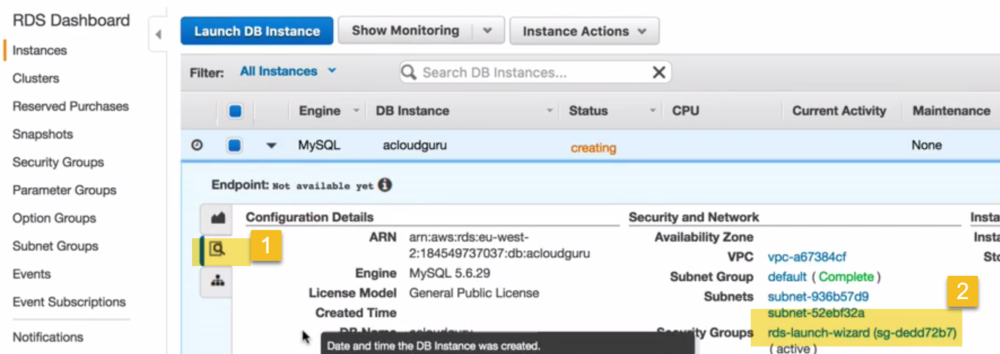 RDS Dashboard
Instances
Clusters
Reserved Purchases
Snapshots
Security Groups
Parameter Groups
Option Groups
Subnet Groups
Events
Event Subscriptions
Notifications
Launch DB Instance
Show Monitoring
Instance Actions
Filter: All Instances
Search DB Instances...
Engine DB Instance Status CPU Current Activity Maintenance
MySQL acloudguru creating None
Endpoint: Not available yet
1
Configuration Details
ARN arn:aws:rds:eu-west-
2:184549737037:db:acloudguru
Engine MySQL 5.6.29
License Model General Public License
Created Time
Date and time the DB Instance was created.
Security and Network
Availability Zone
VPC vpc-a67384cf
Subnet Group default ( Complete )
Subnets subnet-936b57d9
subnet-52ebf32a
2
Security Groups rds-launch-wizard (sg-dedd72b7)
( active )
Insta
Inst
Sto